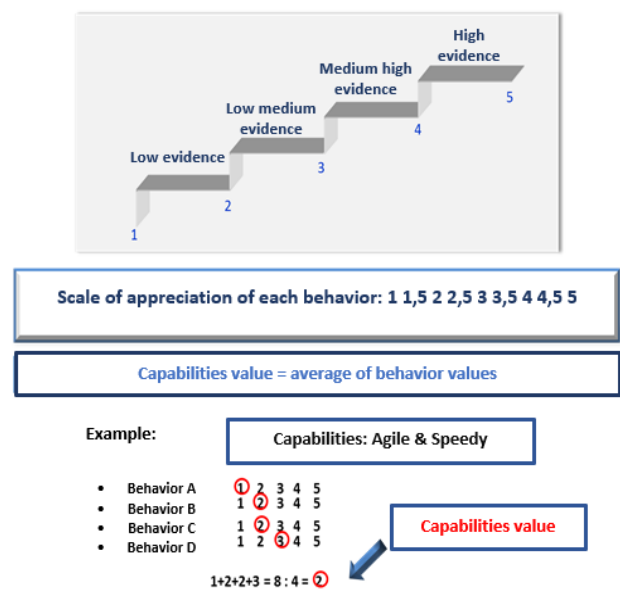 High
evidence
Medium high
evidence
5
Low medium
evidence
4
Low evidence
3
2
1
Scale of appreciation of each behavior: 1 1,5 2 2,5 3 3,5 4 4,5 5
Capabilities value = average of behavior values
Example:
Capabilities: Agile & Speedy
• Behavior A 1 2 3 4 5
• Behavior B 1 2 3 4 5
• Behavior C 1 2 3 4 5
• Behavior D 1 2 3 4 5
Capabilities value
1+2+2+3 = 8 : 4 = 2